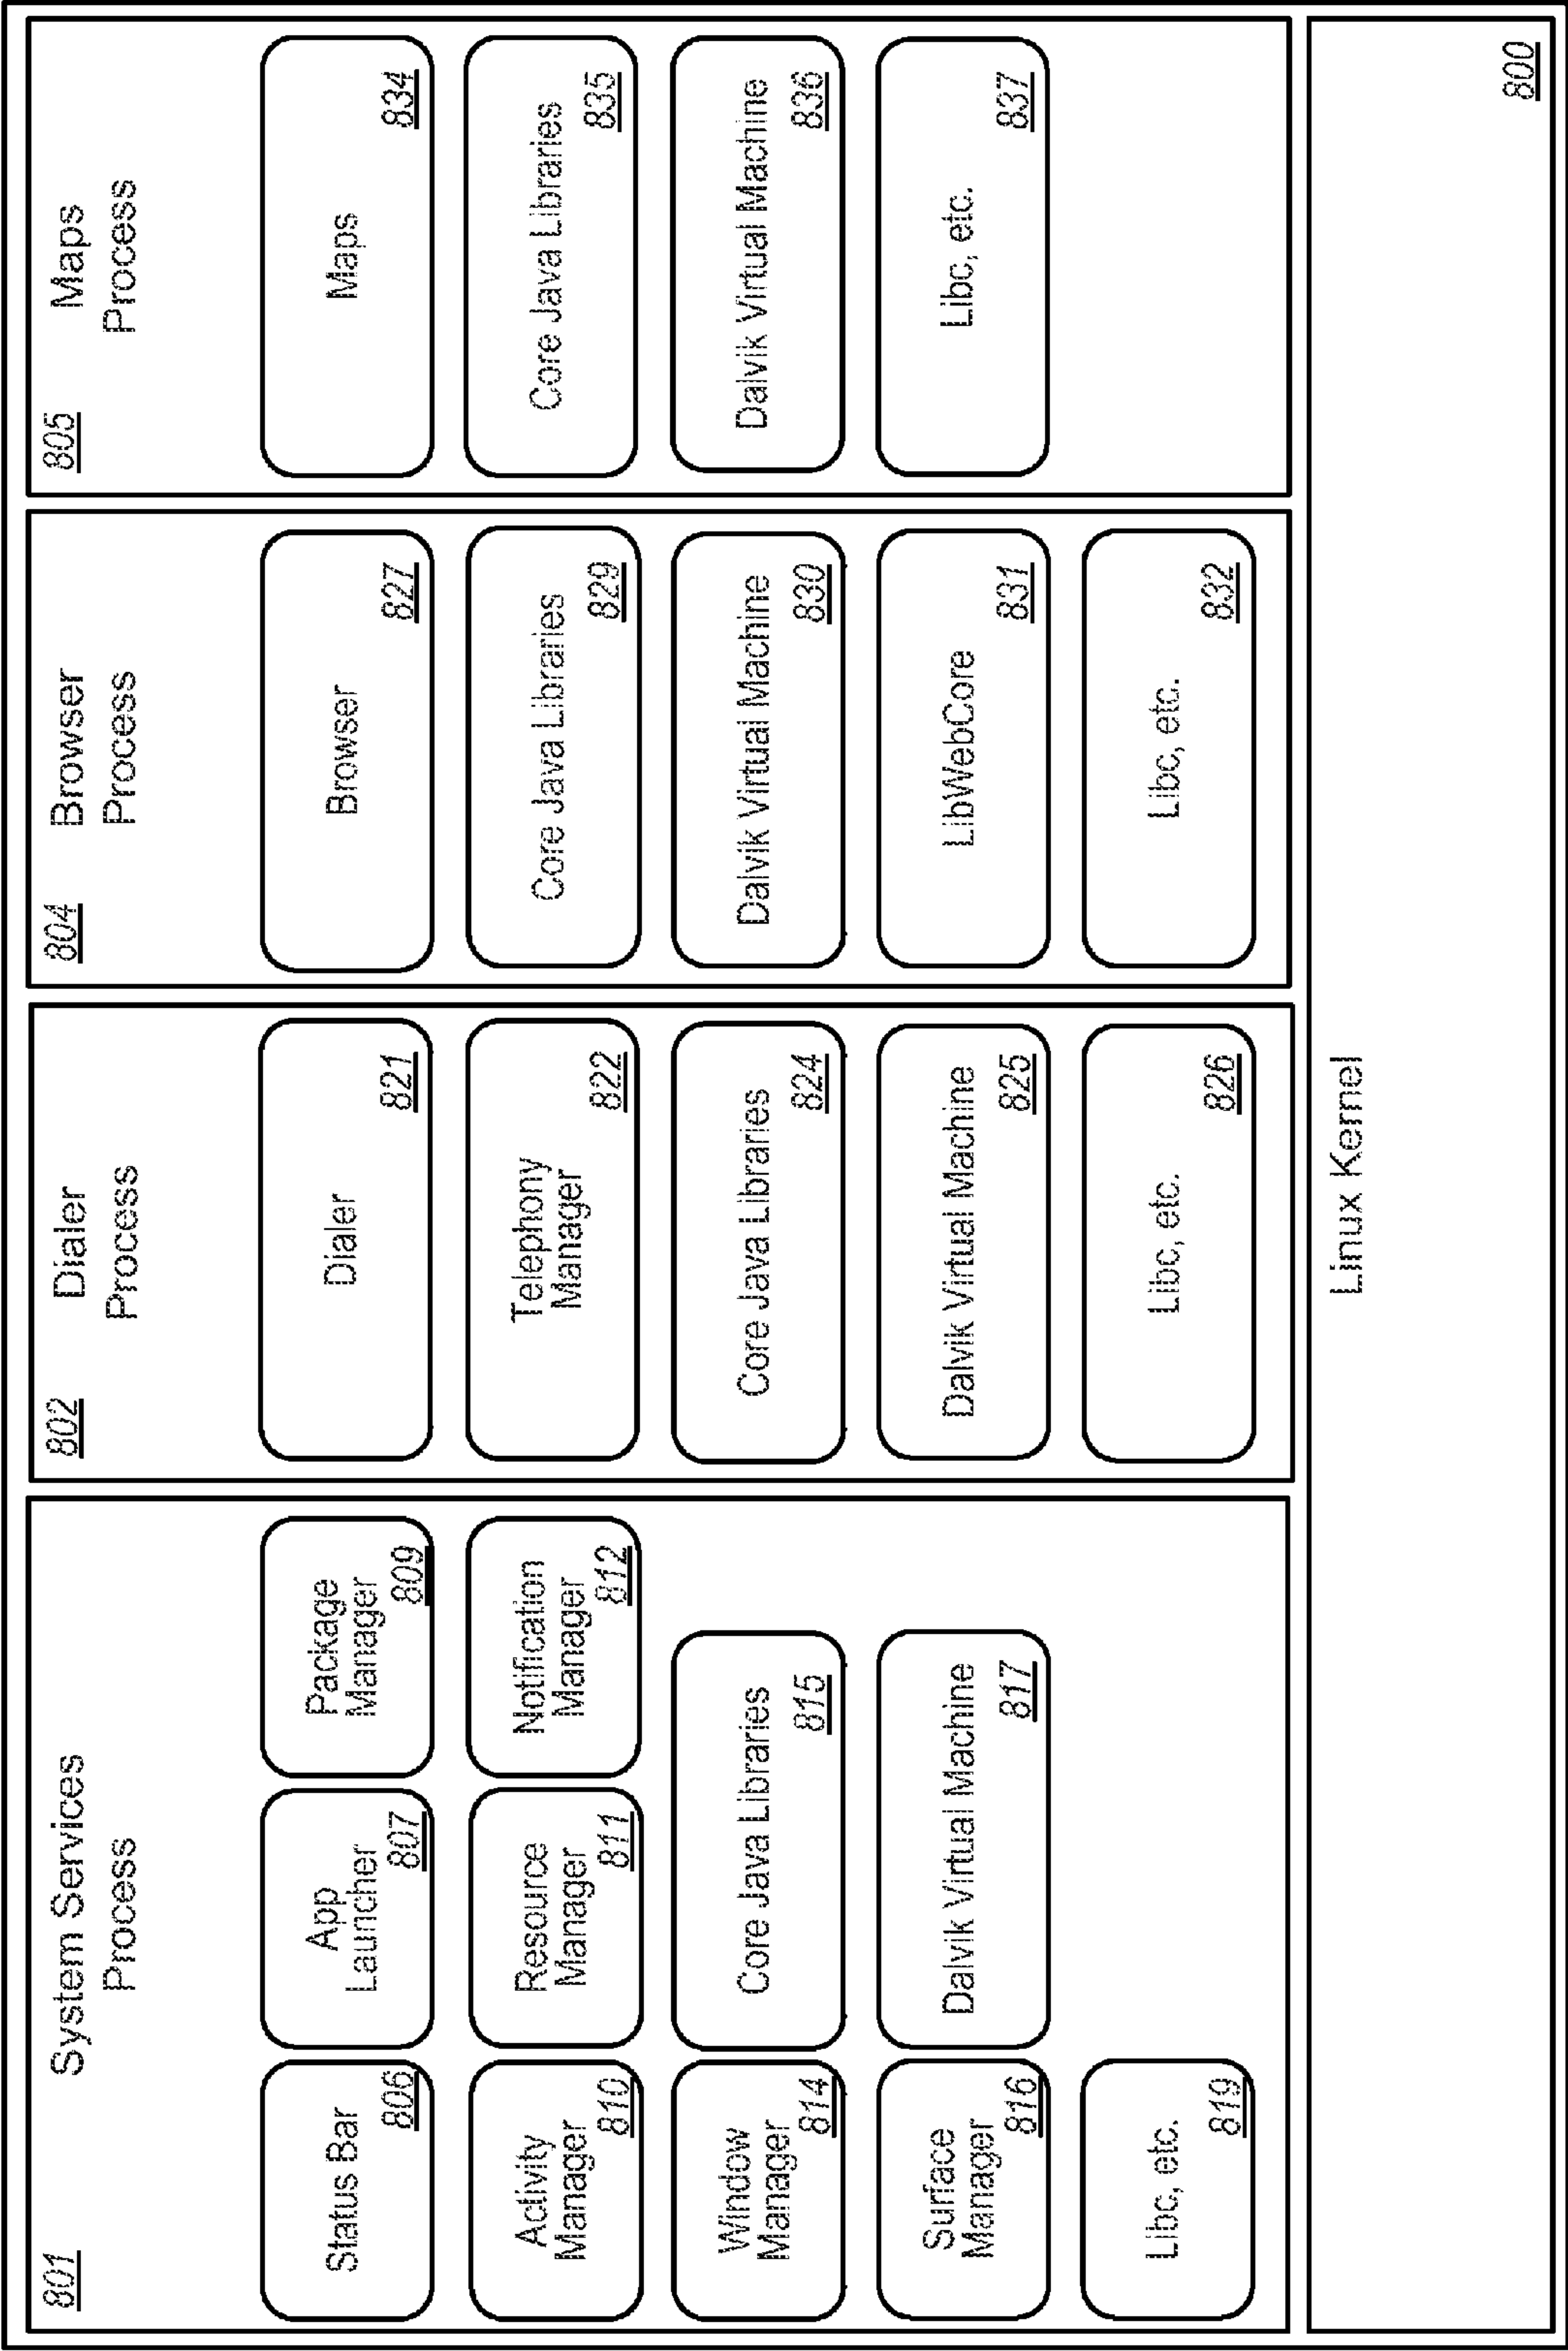 801
System Services
Process
Status Bar
806
App
Launcher
807
Package
Manager
809
Activity
Manager
810
Resource
Manager
811
Notification
Manager
812
Window
Manager
814
Core Java Libraries
815
Surface
Manager
816
Dalvik Virtual Machine
817
Libc, etc.
819
802
Dialer
Process
Dialer
821
Telephony
Manager
822
Core Java Libraries
824
Dalvik Virtual Machine
825
Libc, etc.
826
804
Browser
Process
Browser
827
Core Java Libraries
829
Dalvik Virtual Machine
830
LibWebCore
831
Libc, etc.
832
805
Maps
Process
Maps
834
Core Java Libraries
835
Dalvik Virtual Machine
836
Libc, etc.
837
Linux Kernel
800